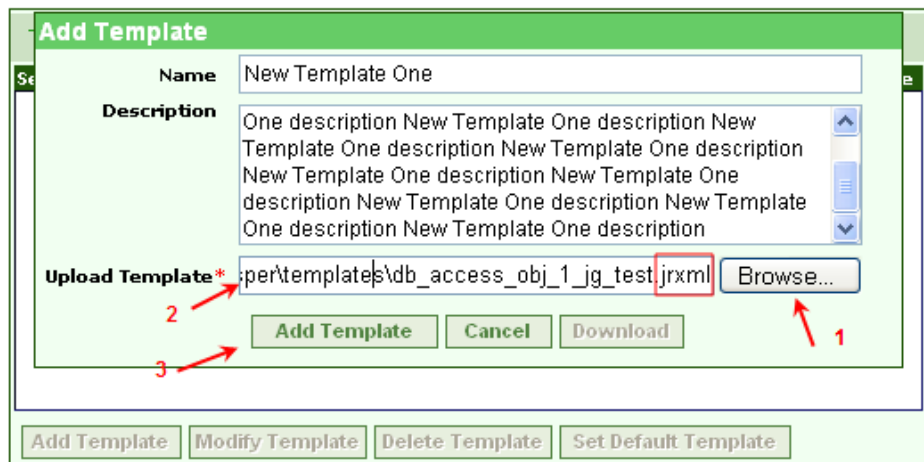 Add Template
Se
e
Name
New Template One
Description
One description New Template One description New
Template One description New Template One description
New Template One description New Template One
description New Template One description New Template
One description New Template One description
Upload Template*
sper\templates\db_access_obj_1_jg_test.jrxml
Browse...
2
1
Add Template
Cancel
Download
3
Add Template
Modify Template
Delete Template
Set Default Template